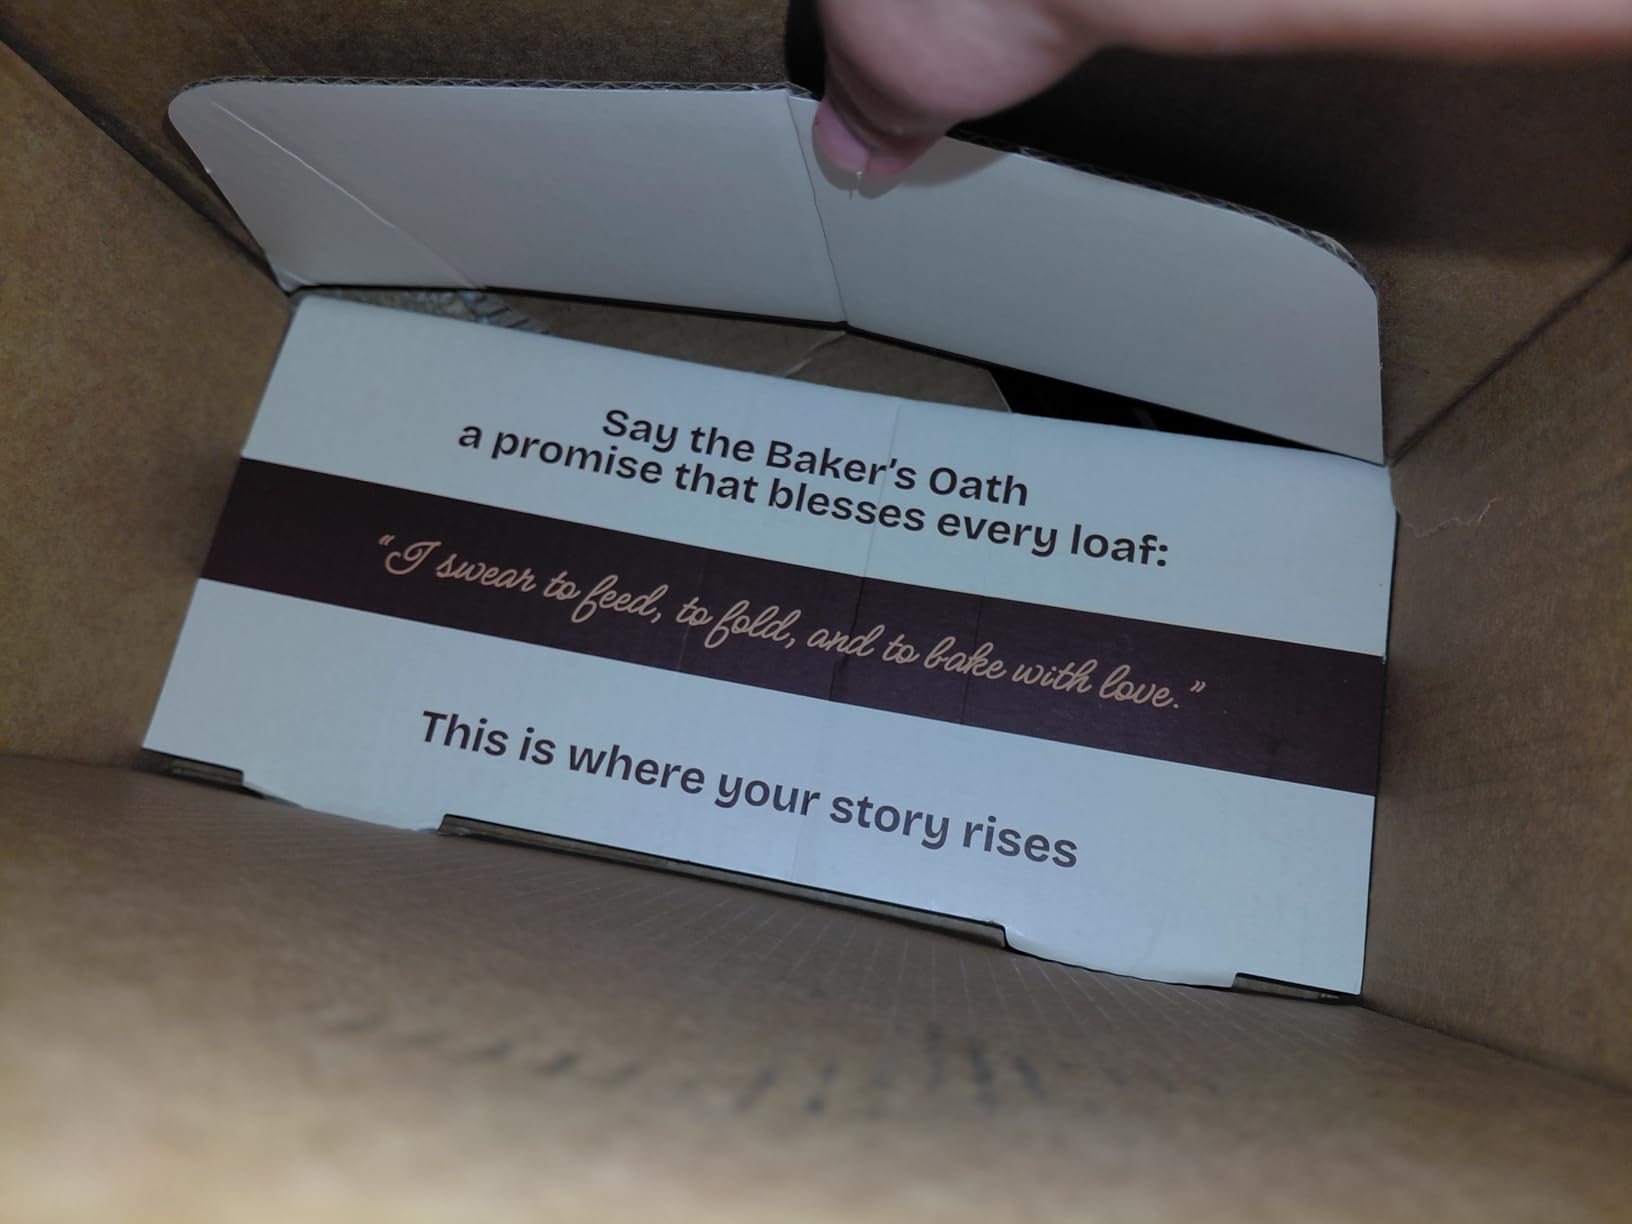 Say the Baker's Oath
a promise that blesses every loaf:
“I swear to feed, to fold, and to bake with love.”
This is where your story rises